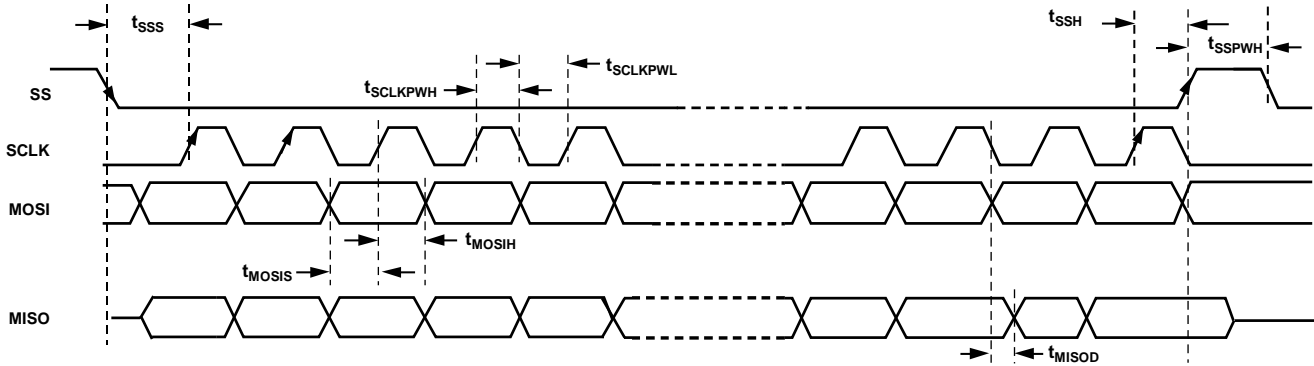 tSSS
tSSH
tSSPWH
tSCLKPWL
tSCLKPWH
SS
SCLK
MOSI
tMOSIH
tMOSIS
MISO
tMISOD